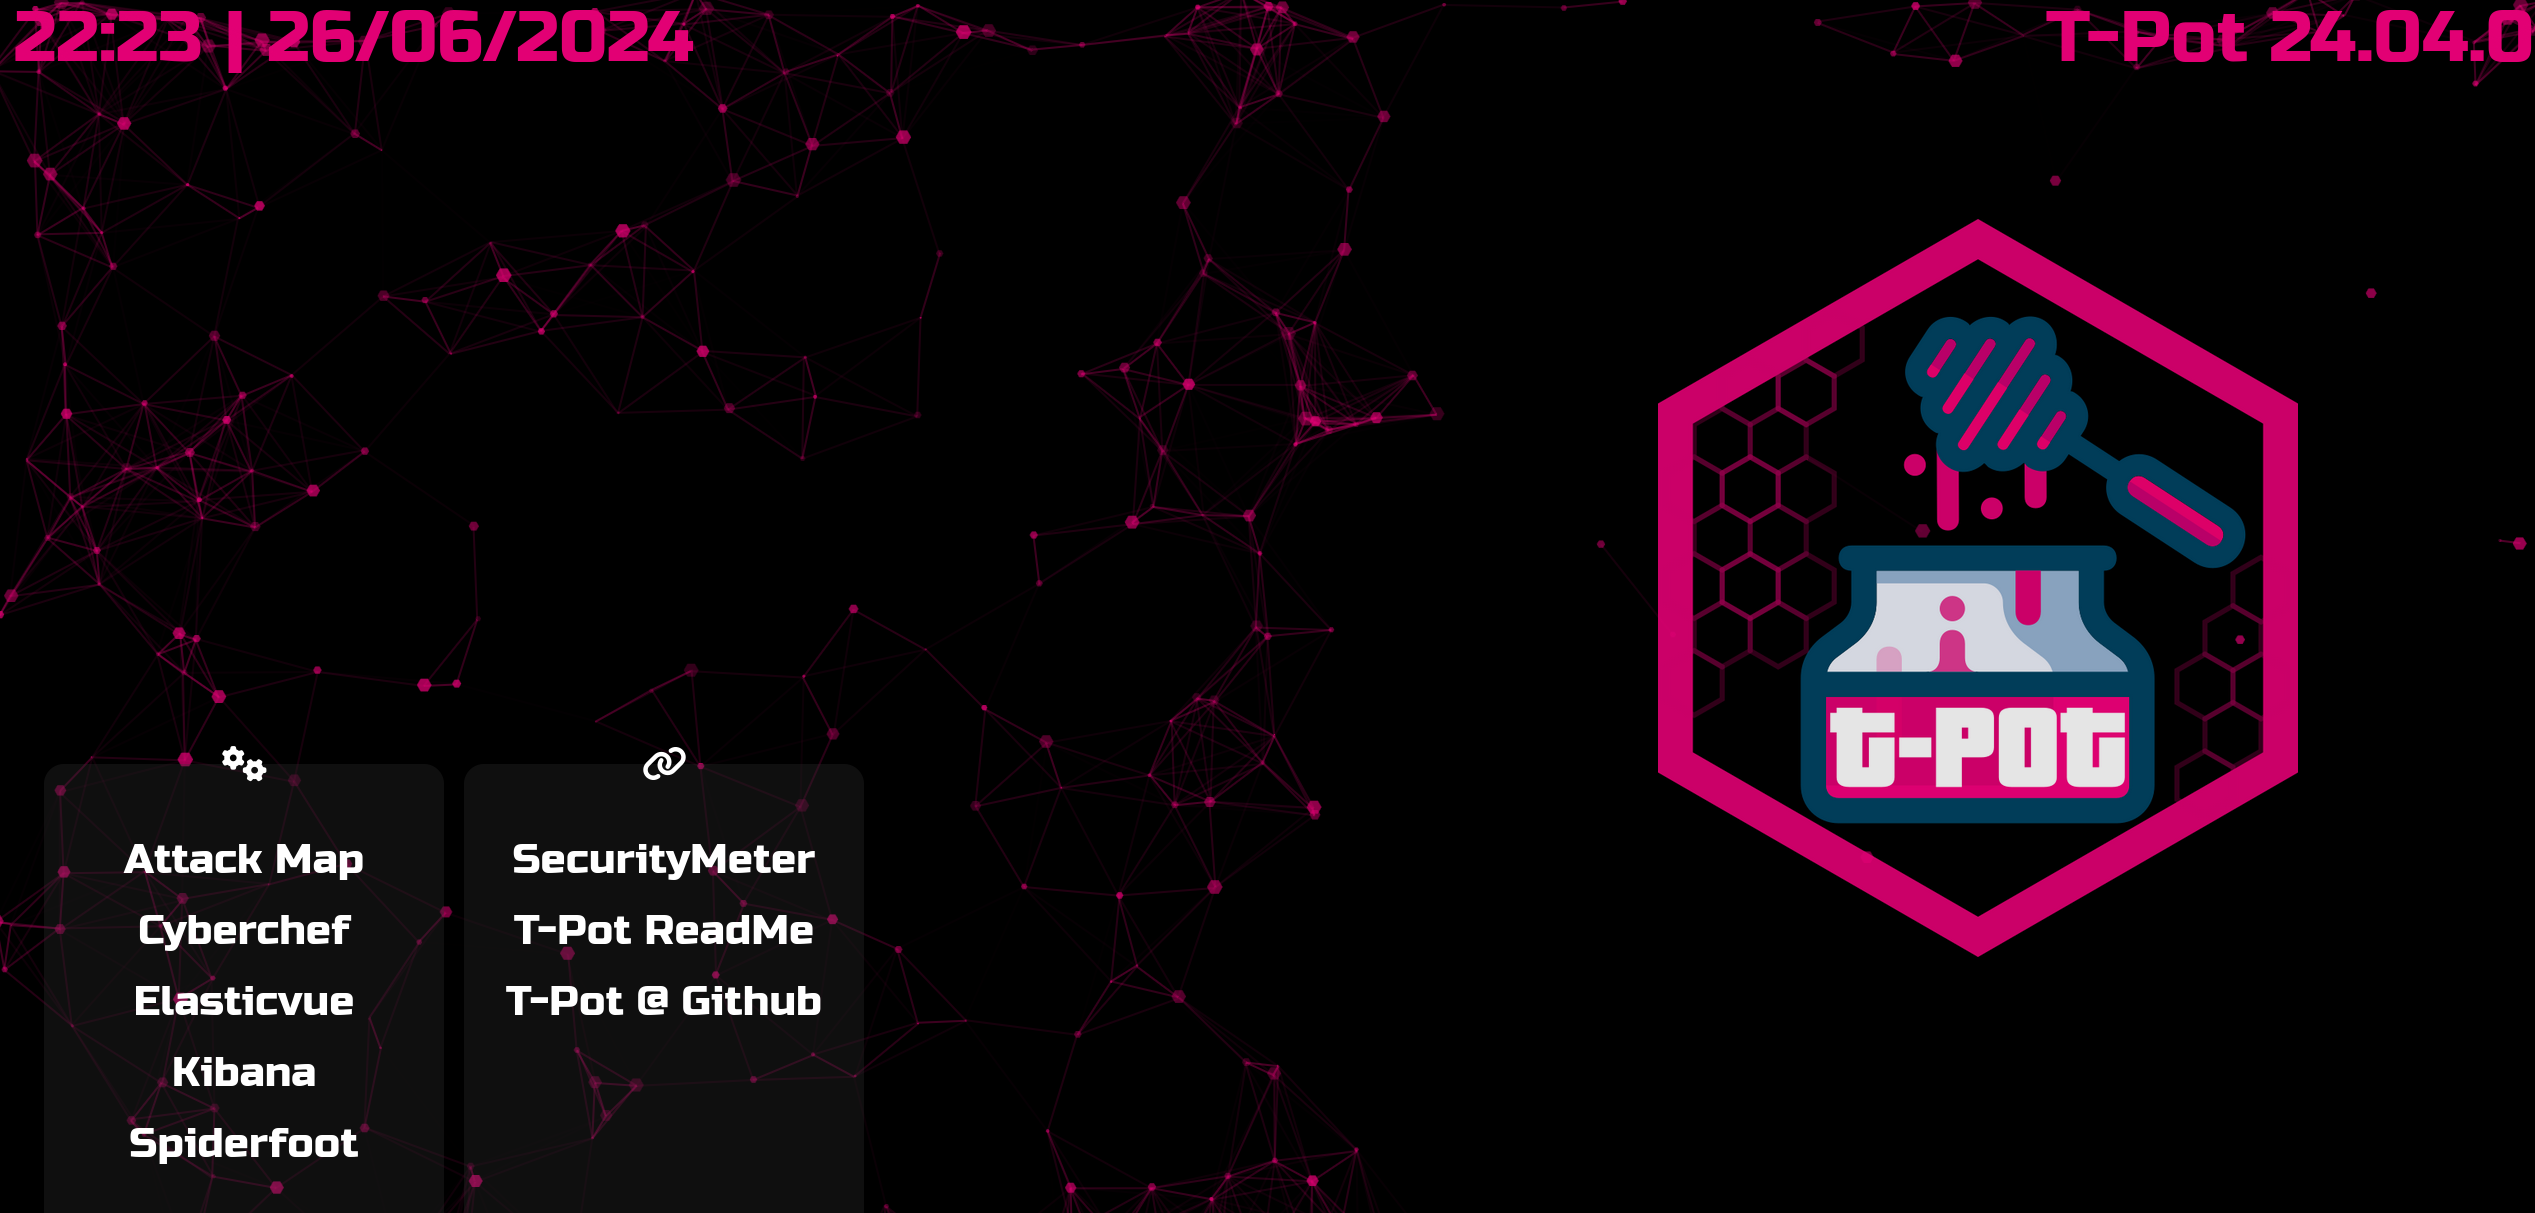 22:23 | 26/06/2024
T-Pot 24.04.0
Attack Map
Cyberchef
Elasticvue
Kibana
Spiderfoot
SecurityMeter
T-Pot ReadMe
T-Pot @ Github
t-Pot